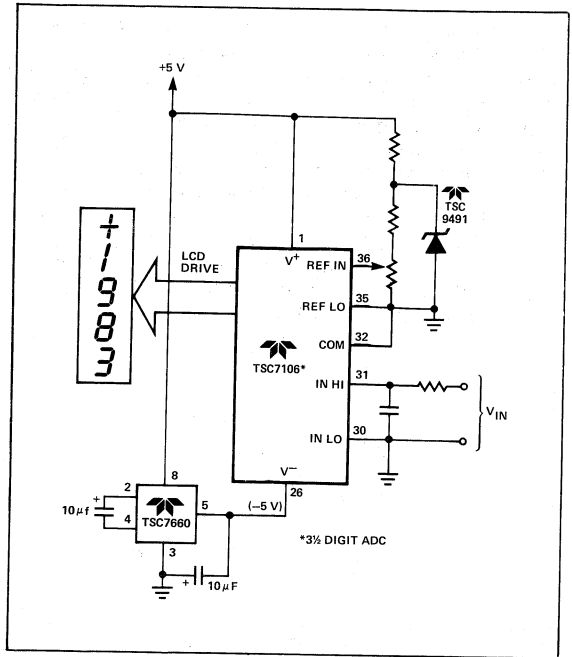 +5 V
LCD
DRIVE
1
V+
REF IN
36
TSC
9491
REF LO
35
COM
32
TSC7106*
IN HI
31
VIN
IN LO
30
V−
26
+1983
8
2
+
10μf
4
TSC7660
5
(−5 V)
3
+
10μF
*3½ DIGIT ADC